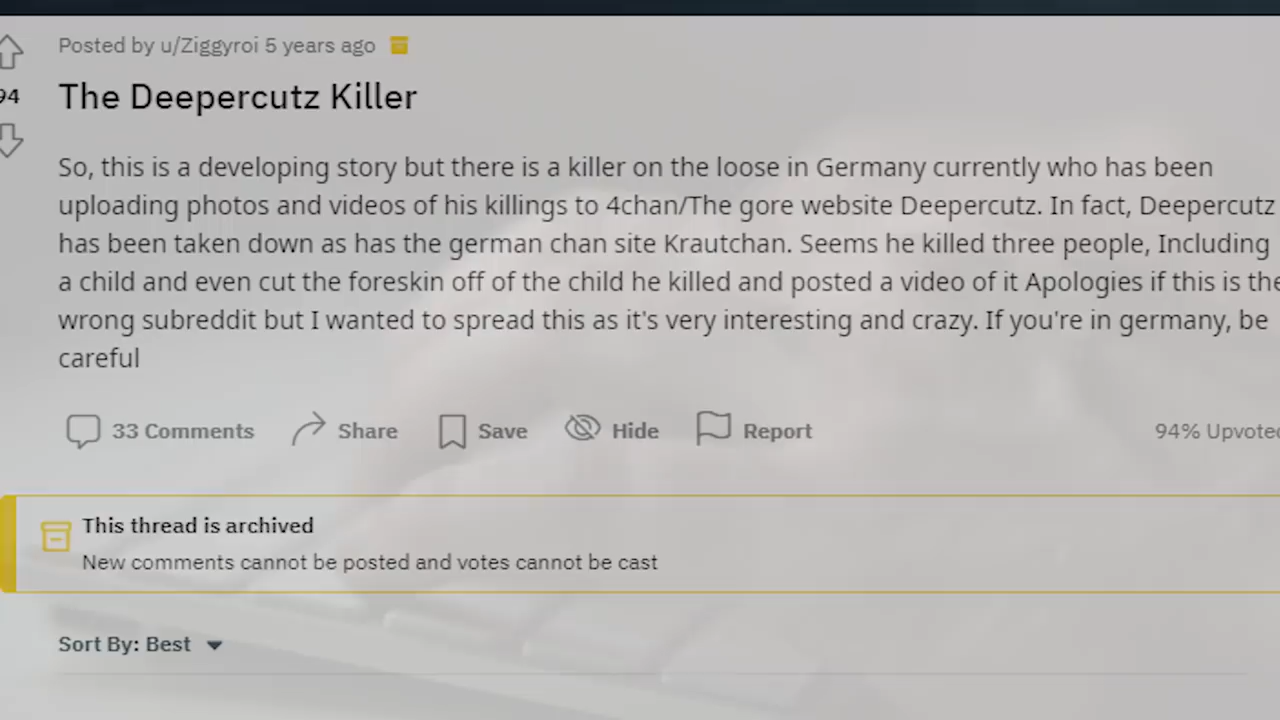 Posted by u/Ziggyroi 5 years ago
94
The Deepercutz Killer
So, this is a developing story but there is a killer on the loose in Germany currently who has been
uploading photos and videos of his killings to 4chan/The gore website Deepercutz. In fact, Deepercutz
has been taken down as has the german chan site Krautchan. Seems he killed three people, Including
a child and even cut the foreskin off of the child he killed and posted a video of it Apologies if this is the
wrong subreddit but I wanted to spread this as it's very interesting and crazy. If you're in germany, be
careful
33 Comments Share Save Hide Report 94% Upvoted
This thread is archived
New comments cannot be posted and votes cannot be cast
Sort By: Best